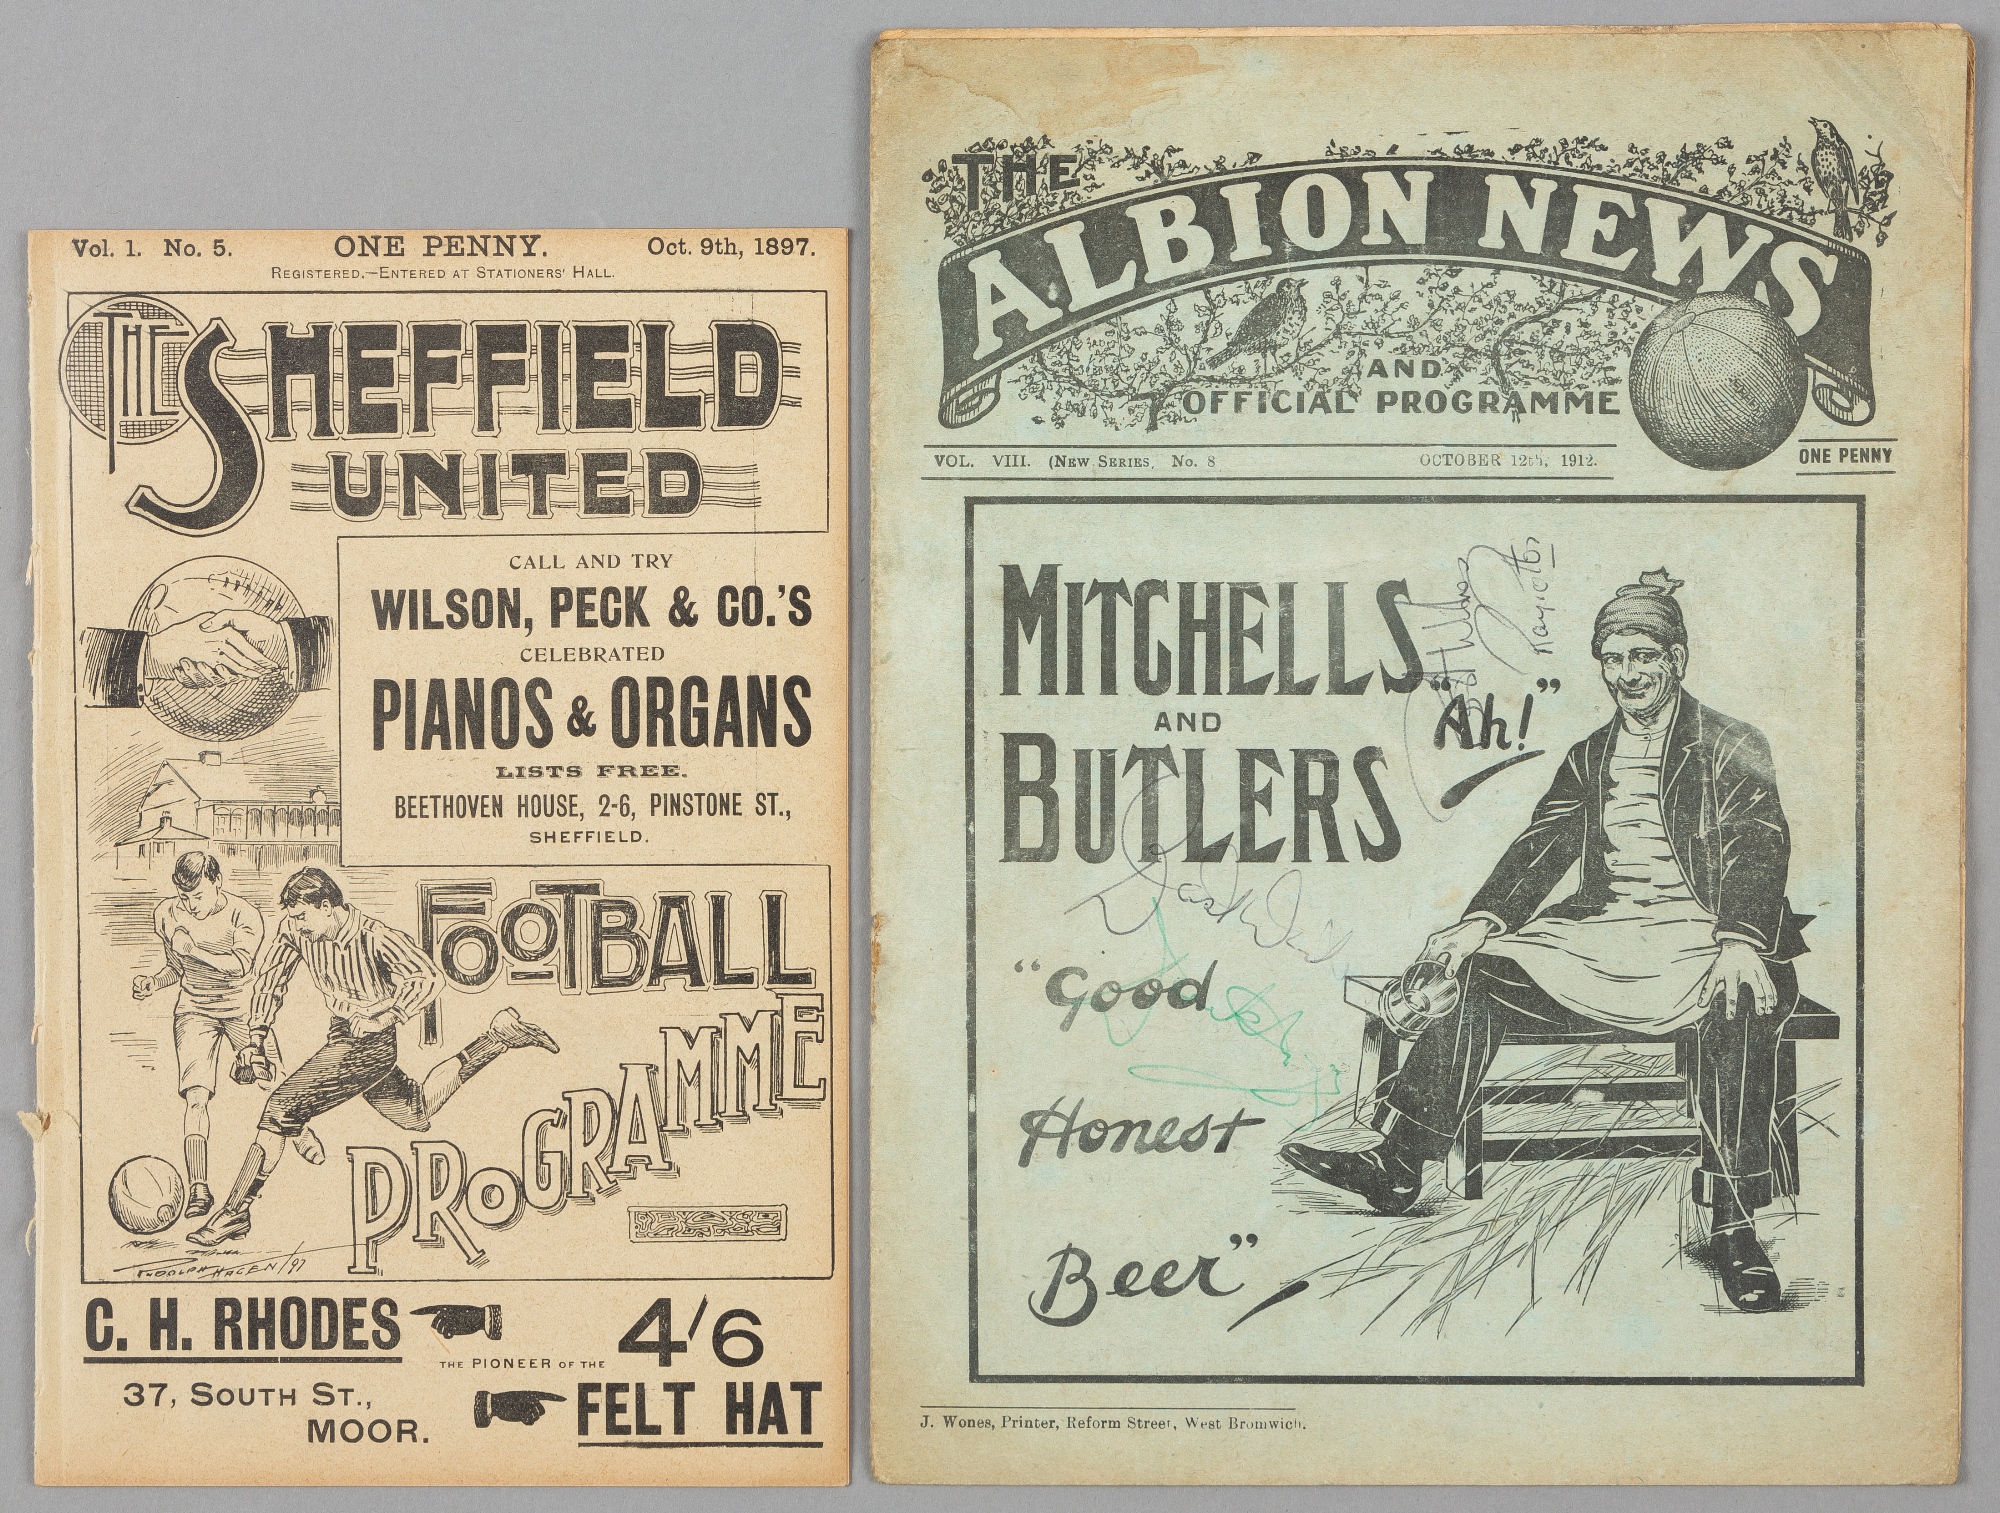 Vol. 1. No. 5. ONE PENNY. Oct. 9th, 1897.
REGISTERED.—ENTERED AT STATIONERS' HALL.
THE SHEFFIELD
UNITED
CALL AND TRY
WILSON, PECK & CO.'S
CELEBRATED
PIANOS & ORGANS
LISTS FREE.
BEETHOVEN HOUSE, 2-6, PINSTONE ST.,
SHEFFIELD.
FOOTBALL
PROGRAMME
RUDOLPH HAGEN/97
C. H. RHODES 4/6
THE PIONEER OF THE
37, SOUTH ST., FELT HAT
MOOR.
THE
ALBION NEWS
AND
OFFICIAL PROGRAMME
VOL. VIII. (NEW SERIES, No. 8 OCTOBER 12th, 1912.
ONE PENNY
MITCHELLS
AND
BUTLERS
"Ah!"
"Good
Honest
Beer"
J. Wones, Printer, Reform Street, West Bromwich.